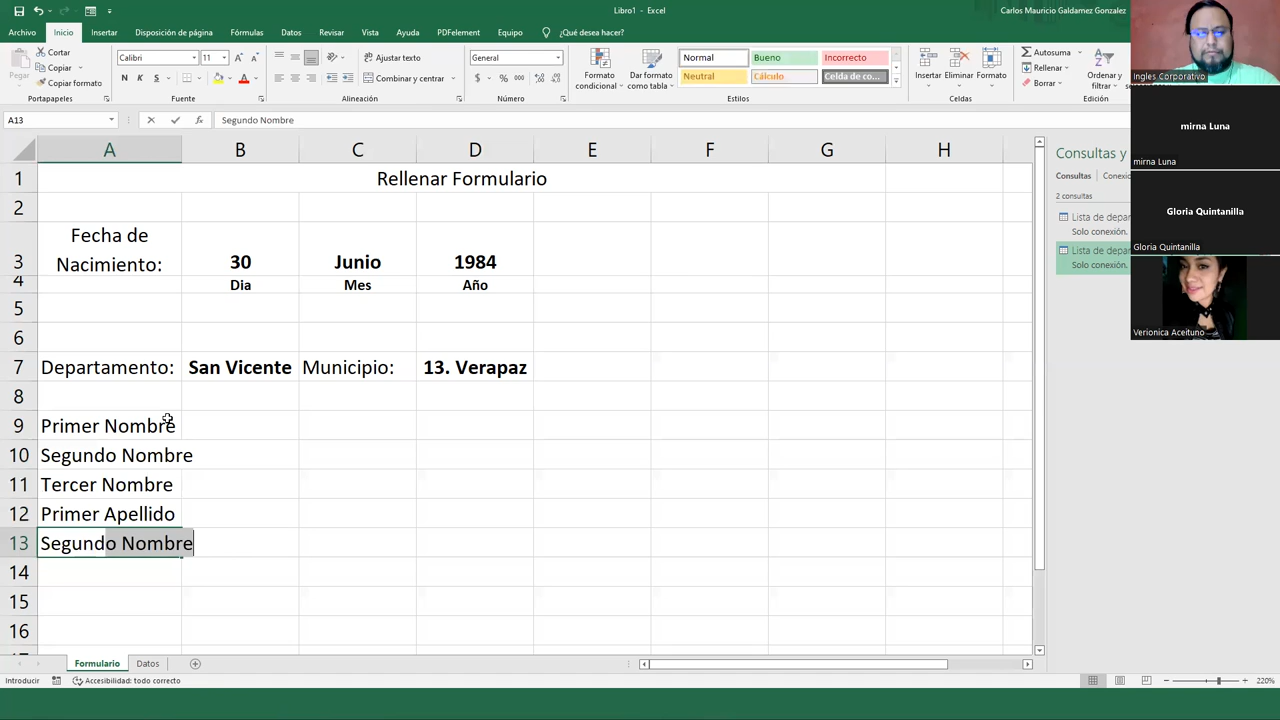 Libro1 - Excel
Carlos Mauricio Galdamez Gonzalez
Archivo Inicio Insertar Disposición de página Fórmulas Datos Revisar Vista Ayuda PDFelement Equipo ¿Qué desea hacer?
Pegar
Cortar
Copiar
Copiar formato
Portapapeles
Calibri 11
N K S
Fuente
Ajustar texto
Combinar y centrar
Alineación
General
$ % 000
Número
Formato condicional
Dar formato como tabla
Normal Bueno Incorrecto
Neutral Cálculo Celda de co...
Estilos
Insertar Eliminar Formato
Celdas
Autosuma
Rellenar
Borrar
Ordenar y filtrar
Edición
A13 fx Segundo Nombre
A B C D E F G H
1 Rellenar Formulario
2
3 Fecha de Nacimiento: 30 Junio 1984
4 Dia Mes Año
5
6
7 Departamento: San Vicente Municipio: 13. Verapaz
8
9 Primer Nombre
10 Segundo Nombre
11 Tercer Nombre
12 Primer Apellido
13 Segundo Nombre
14
15
16
Consultas y
Consultas Conexio
2 consultas
Lista de depar
Solo conexión.
Lista de depar
Solo conexión.
Ingles Corporativo
mirna Luna
mirna Luna
Gloria Quintanilla
Gloria Quintanilla
Verionica Aceituno
Formulario Datos
Introducir Accesibilidad: todo correcto 220%